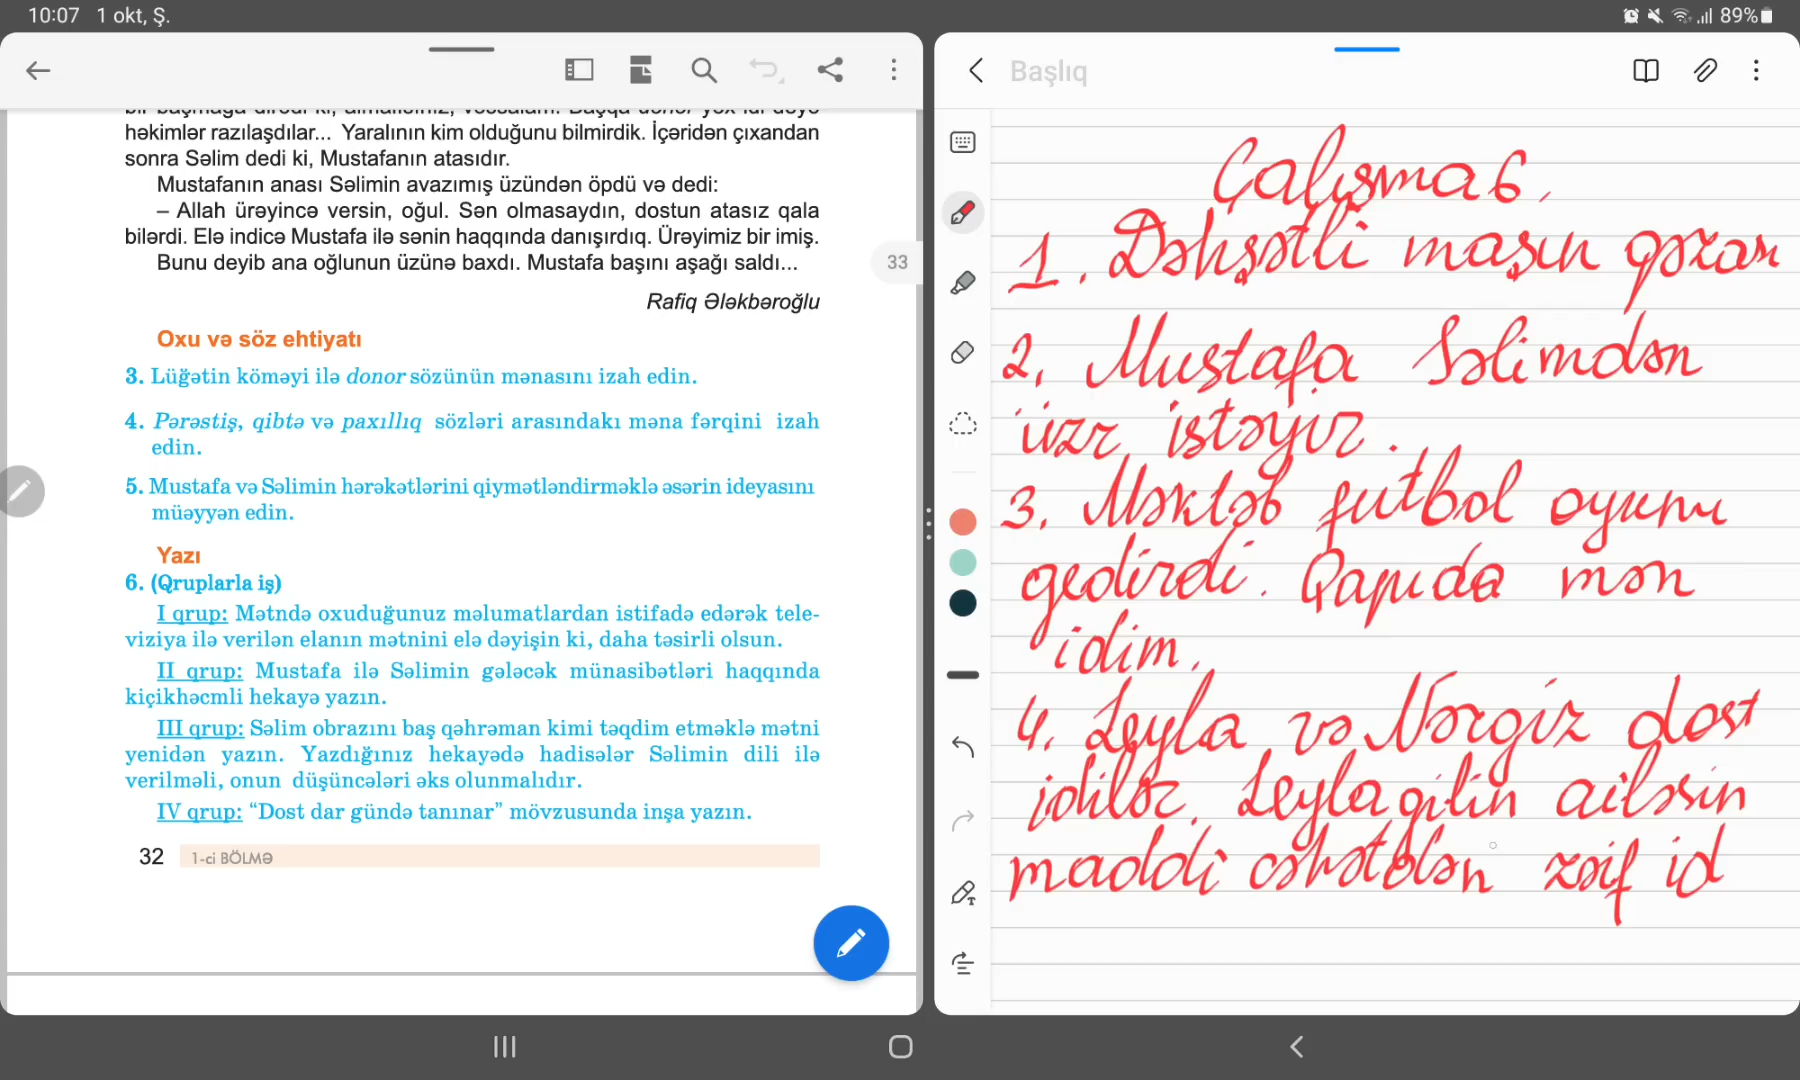 10:07 1 okt, Ş.
89%
həkimlər razılaşdılar... Yaralının kim olduğunu bilmirdik. İçəridən çıxandan
sonra Səlim dedi ki, Mustafanın atasıdır.
Mustafanın anası Səlimin avazımış üzündən öpdü və dedi:
– Allah ürəyincə versin, oğul. Sən olmasaydın, dostun atasız qala
bilərdi. Elə indicə Mustafa ilə sənin haqqında danışırdıq. Ürəyimiz bir imiş.
Bunu deyib ana oğlunun üzünə baxdı. Mustafa başını aşağı saldı...
33
Rafiq Ələkbəroğlu
Oxu və söz ehtiyatı
3. Lüğətin köməyi ilə donor sözünün mənasını izah edin.
4. Pərəstiş, qibtə və paxıllıq sözləri arasındakı məna fərqini izah
edin.
5. Mustafa və Səlimin hərəkətlərini qiymətləndirməklə əsərin ideyasını
müəyyən edin.
Yazı
6. (Qruplarla iş)
I qrup: Mətndə oxuduğunuz məlumatlardan istifadə edərək tele-
viziya ilə verilən elanın mətnini elə dəyişin ki, daha təsirli olsun.
II qrup: Mustafa ilə Səlimin gələcək münasibətləri haqqında
kiçikhəcmli hekayə yazın.
III qrup: Səlim obrazını baş qəhrəman kimi təqdim etməklə mətni
yenidən yazın. Yazdığınız hekayədə hadisələr Səlimin dili ilə
verilməli, onun düşüncələri əks olunmalıdır.
IV qrup: “Dost dar gündə tanınar” mövzusunda inşa yazın.
32 1-ci BÖLMƏ
Başlıq
Çalışma 6.
1. Dəhşətli maşın qəzası
2. Mustafa Səlimdən
üzr istəyir.
3. Məktəb futbol oyunu
gedirdi. Qapıda mən
idim.
4. Leyla və Nərgiz dost
idilər. Leylagilin ailəsin
maddi cəhətdən zəif id